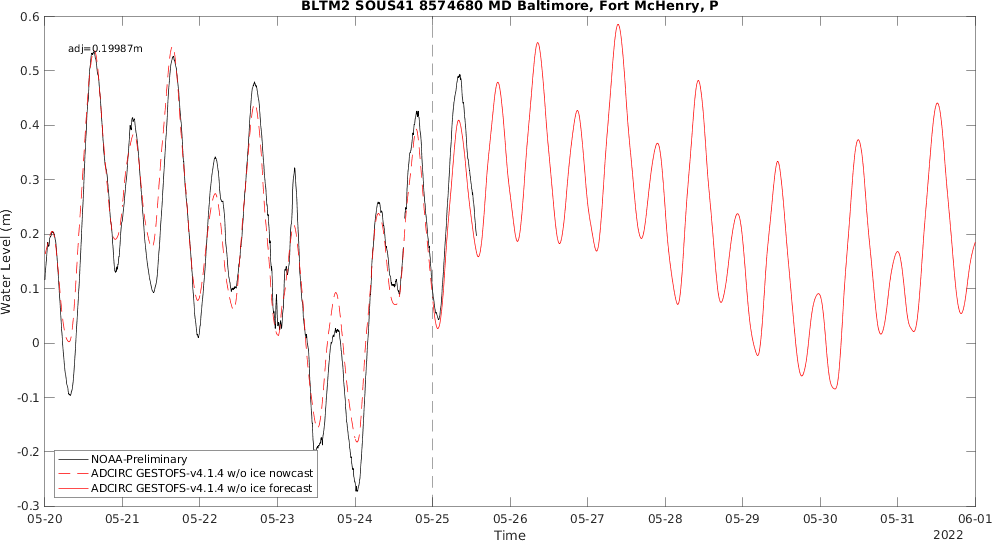 BLTM2 SOUS41 8574680 MD Baltimore, Fort McHenry, P
adj=0.19987m
0.6
0.5
0.4
0.3
0.2
0.1
0
-0.1
-0.2
-0.3
Water Level (m)
NOAA-Preliminary
ADCIRC GESTOFS-v4.1.4 w/o ice nowcast
ADCIRC GESTOFS-v4.1.4 w/o ice forecast
05-20 05-21 05-22 05-23 05-24 05-25 05-26 05-27 05-28 05-29 05-30 05-31 06-01
Time
2022